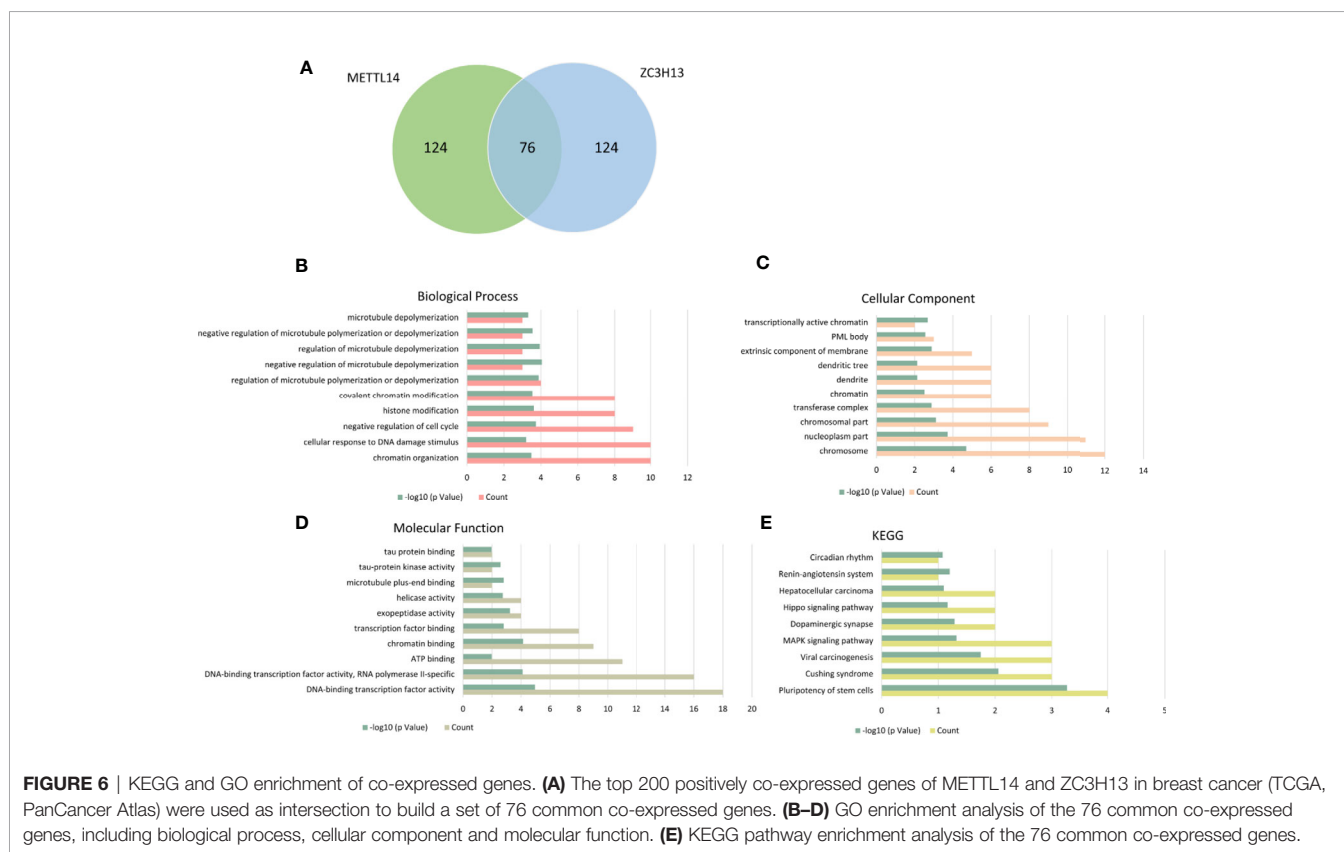 A
METTL14
ZC3H13
124
76
124
B
Biological Process
microtubule depolymerization
negative regulation of microtubule polymerization or depolymerization
regulation of microtubule depolymerization
negative regulation of microtubule depolymerization
regulation of microtubule polymerization or depolymerization
covalent chromatin modification
histone modification
negative regulation of cell cycle
cellular response to DNA damage stimulus
chromatin organization
0 2 4 6 8 10 12
-log10 (p Value) Count
C
Cellular Component
transcriptionally active chromatin
PML body
extrinsic component of membrane
dendritic tree
dendrite
chromatin
transferase complex
chromosomal part
nucleoplasm part
chromosome
0 2 4 6 8 10 12 14
-log10 (p Value) Count
D
Molecular Function
tau protein binding
tau-protein kinase activity
microtubule plus-end binding
helicase activity
exopeptidase activity
transcription factor binding
chromatin binding
ATP binding
DNA-binding transcription factor activity, RNA polymerase II-specific
DNA-binding transcription factor activity
0 2 4 6 8 10 12 14 16 18 20
-log10 (p Value) Count
E
KEGG
Circadian rhythm
Renin-angiotensin system
Hepatocellular carcinoma
Hippo signaling pathway
Dopaminergic synapse
MAPK signaling pathway
Viral carcinogenesis
Cushing syndrome
Pluripotency of stem cells
0 1 2 3 4 5
-log10 (p Value) Count
FIGURE 6 | KEGG and GO enrichment of co-expressed genes. (A) The top 200 positively co-expressed genes of METTL14 and ZC3H13 in breast cancer (TCGA,
PanCancer Atlas) were used as intersection to build a set of 76 common co-expressed genes. (B–D) GO enrichment analysis of the 76 common co-expressed
genes, including biological process, cellular component and molecular function. (E) KEGG pathway enrichment analysis of the 76 common co-expressed genes.